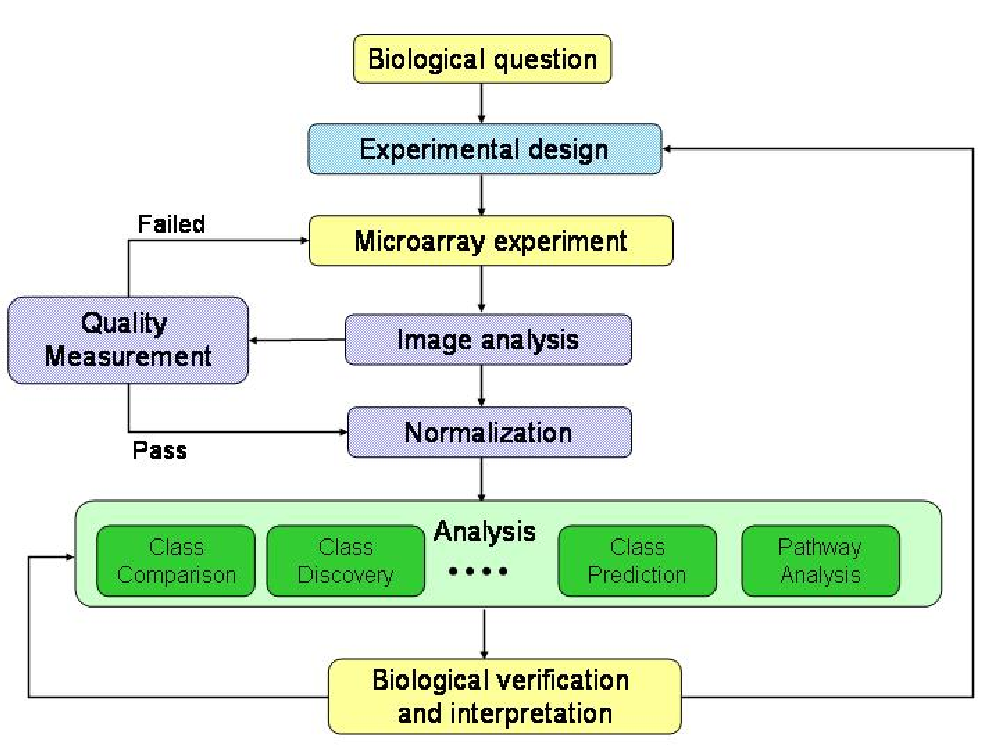 Biological question
Experimental design
Failed
Microarray experiment
Quality
Measurement
Image analysis
Normalization
Pass
Analysis
Class
Comparison
Class
Discovery
• • • •
Class
Prediction
Pathway
Analysis
Biological verification
and interpretation